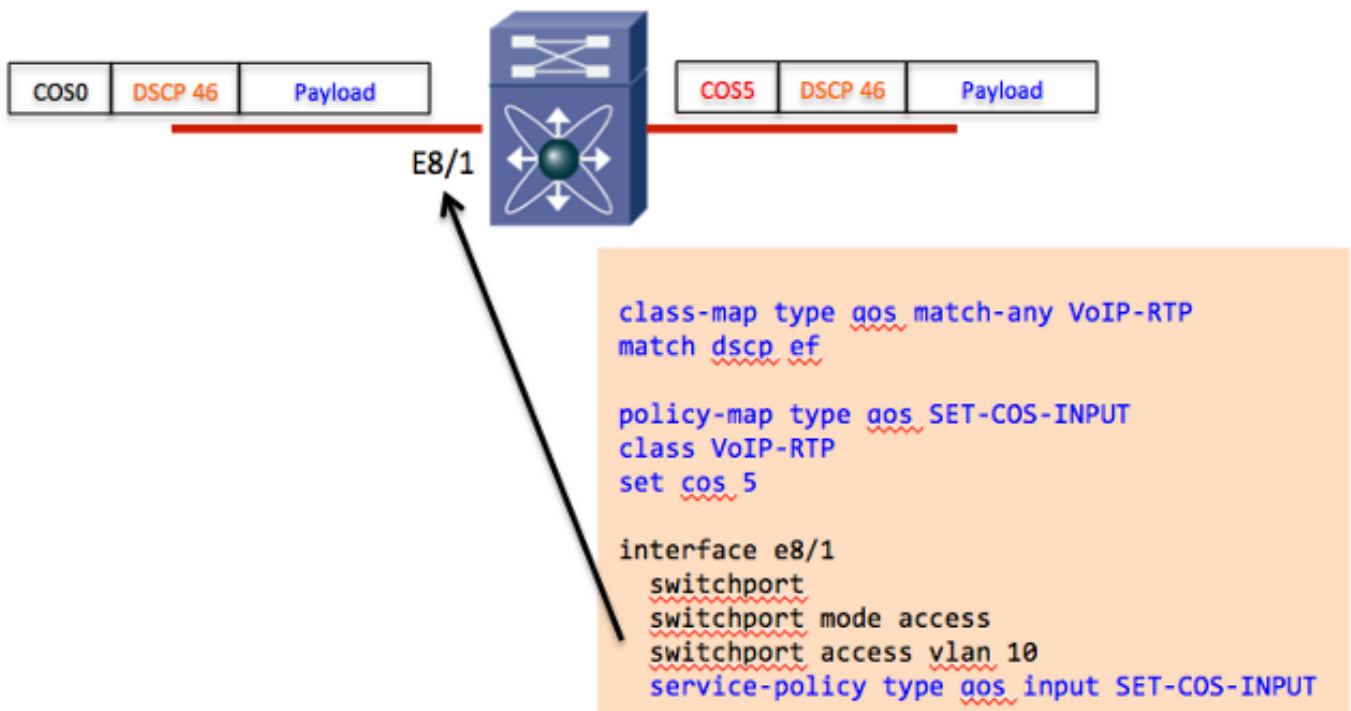 COS0 DSCP 46 Payload
COS5 DSCP 46 Payload
E8/1
class-map type qos match-any VoIP-RTP
match dscp ef
policy-map type qos SET-COS-INPUT
class VoIP-RTP
set cos 5
interface e8/1
switchport
switchport mode access
switchport access vlan 10
service-policy type qos input SET-COS-INPUT